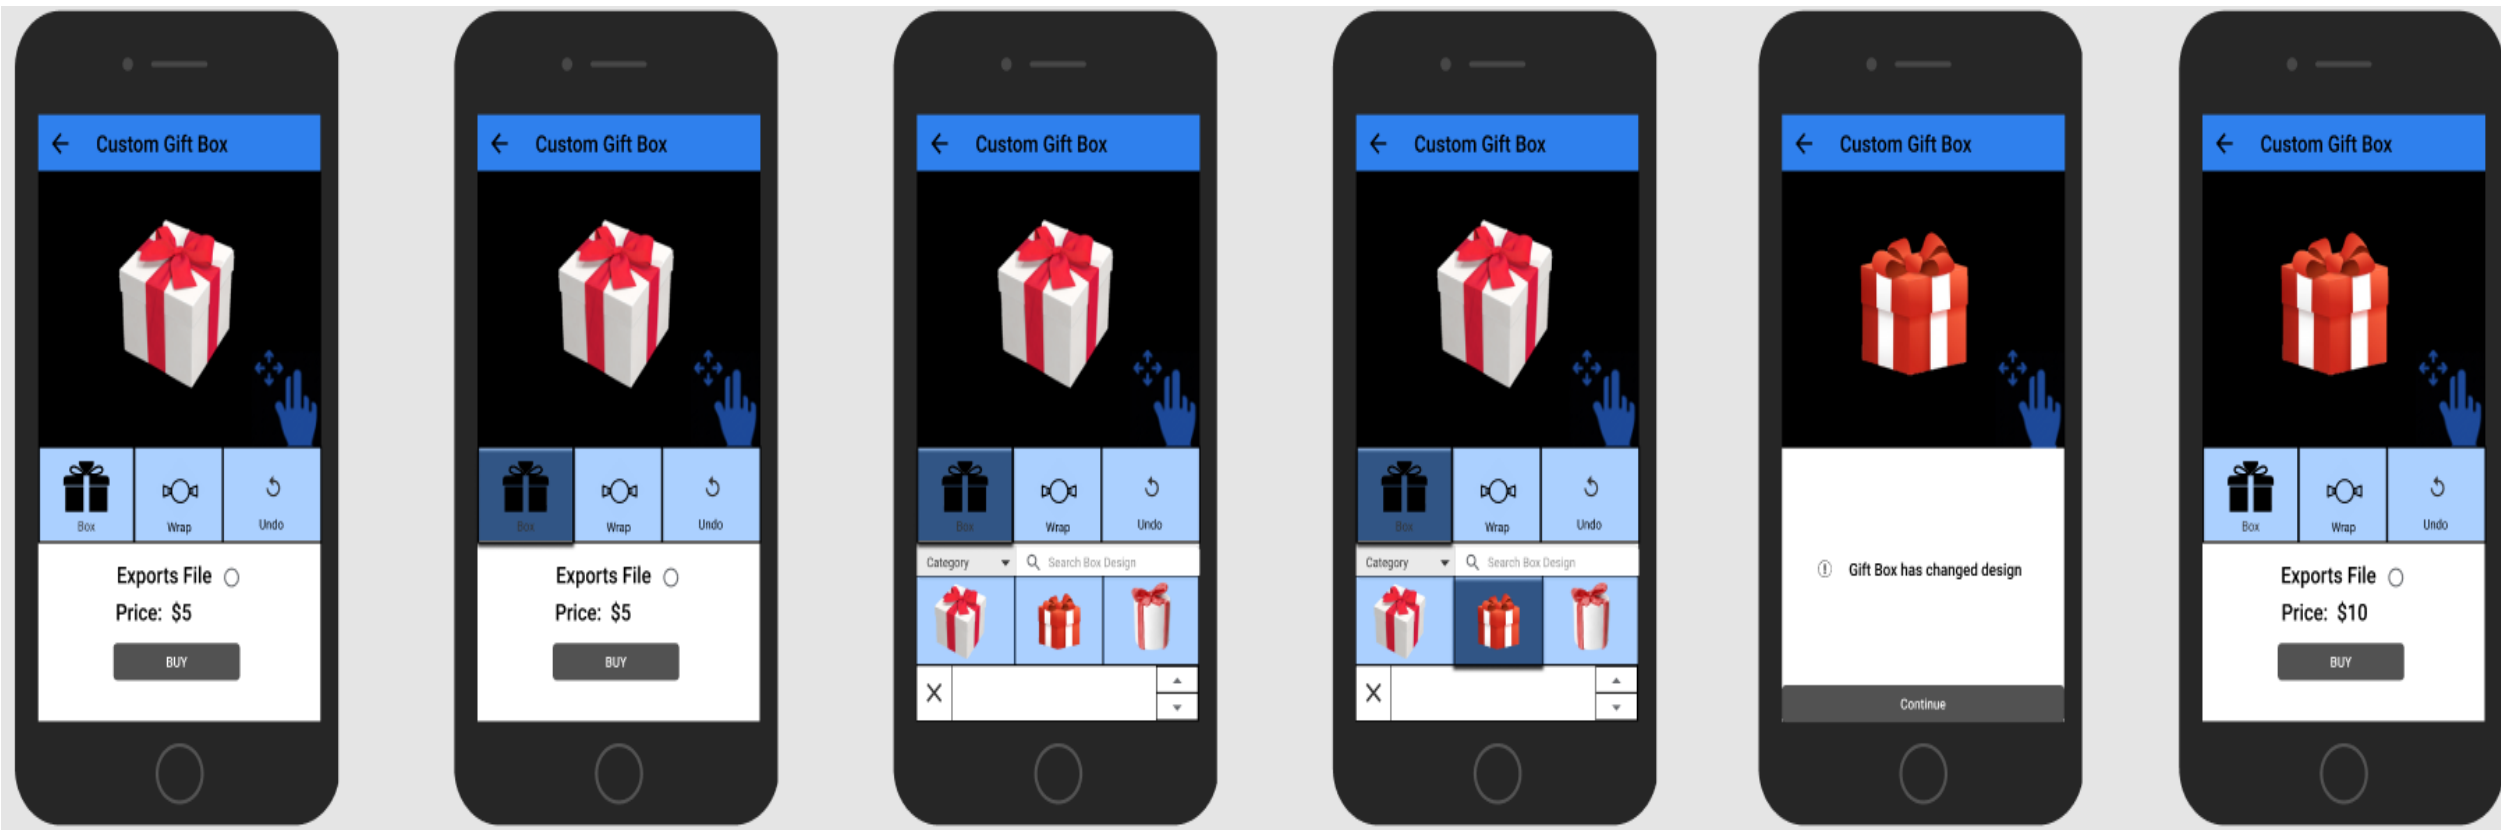 Custom Gift Box
Box
Wrap
Undo
Exports File
Price: $5
BUY
Custom Gift Box
Box
Wrap
Undo
Exports File
Price: $5
BUY
Custom Gift Box
Box
Wrap
Undo
Category
Search Box Design
Custom Gift Box
Box
Wrap
Undo
Category
Search Box Design
Custom Gift Box
Gift Box has changed design
Continue
Custom Gift Box
Box
Wrap
Undo
Exports File
Price: $10
BUY